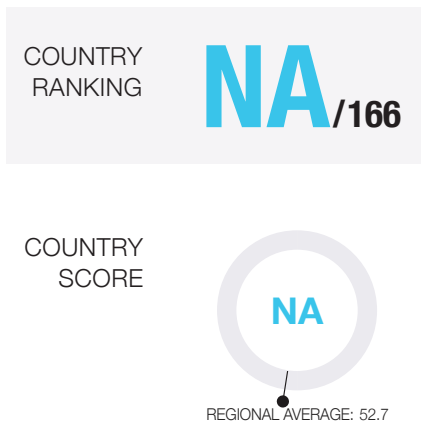 COUNTRY
RANKING
NA/166
COUNTRY
SCORE
NA
REGIONAL AVERAGE: 52.7